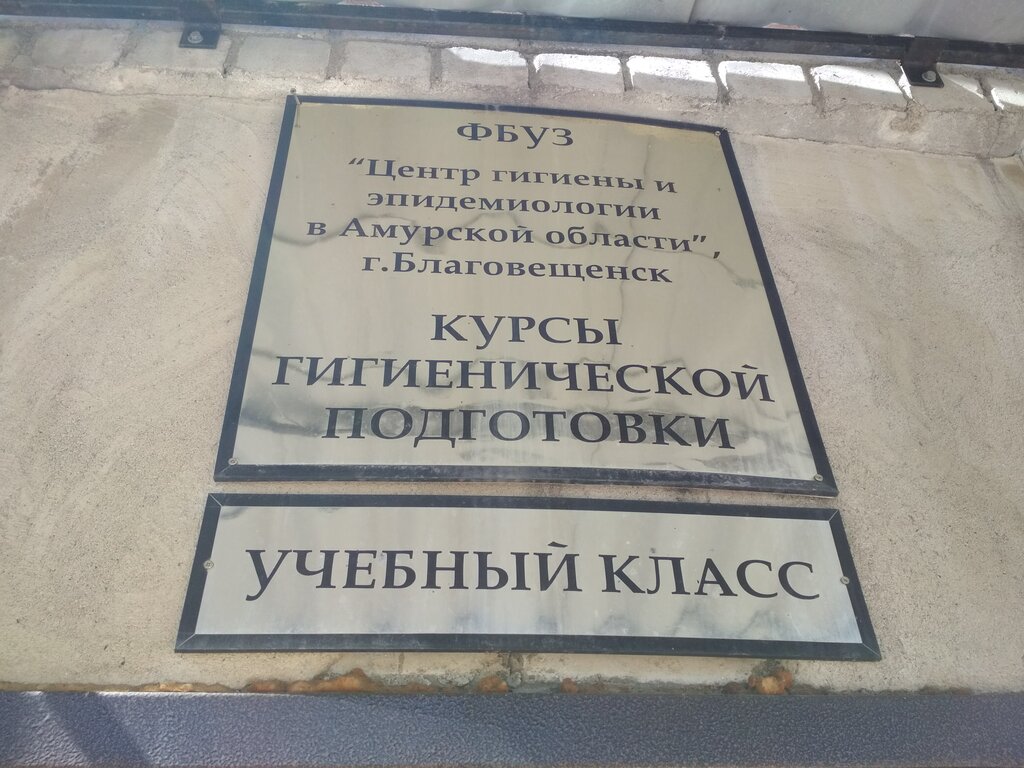 ФБУЗ
“Центр гигиены и
эпидемиологии
в Амурской области”,
г.Благовещенск
КУРСЫ
ГИГИЕНИЧЕСКОЙ
ПОДГОТОВКИ
УЧЕБНЫЙ КЛАСС